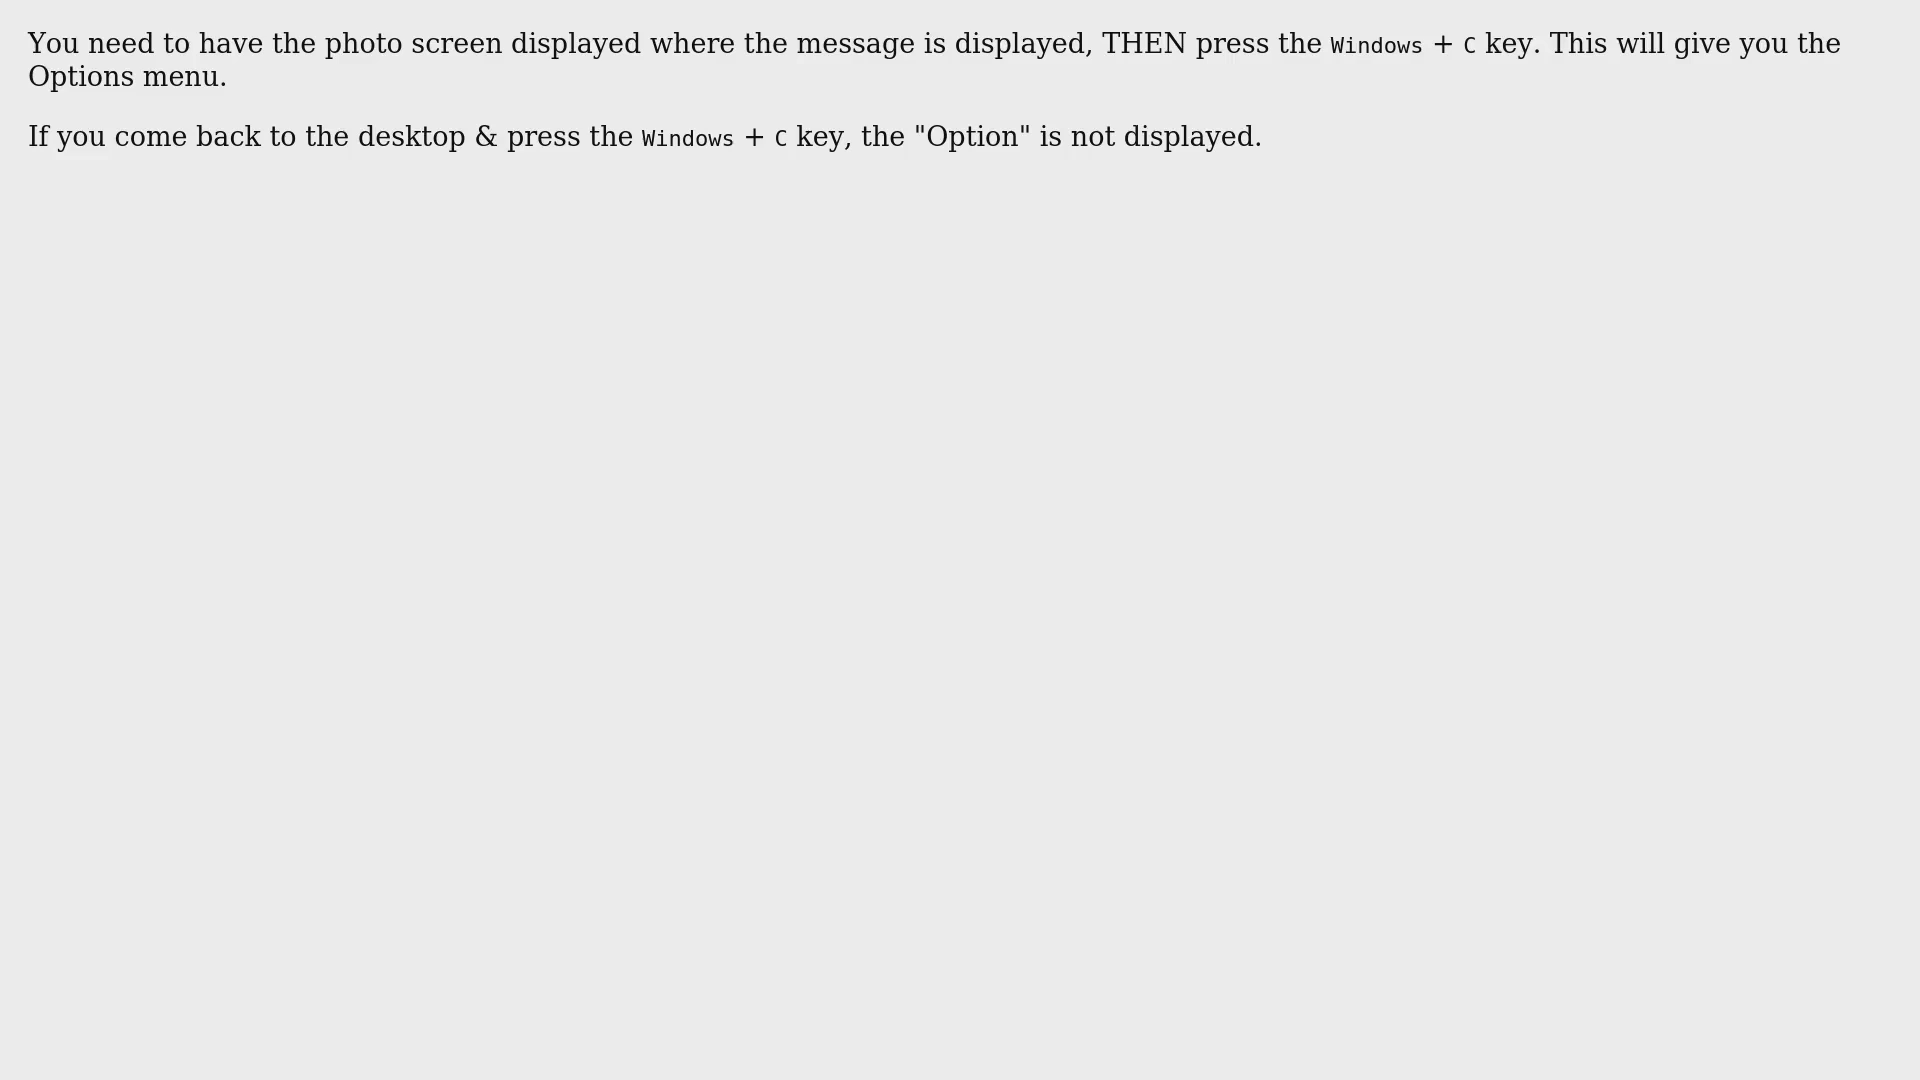 You need to have the photo screen displayed where the message is displayed, THEN press the Windows + C key. This will give you the
Options menu.
If you come back to the desktop & press the Windows + C key, the "Option" is not displayed.